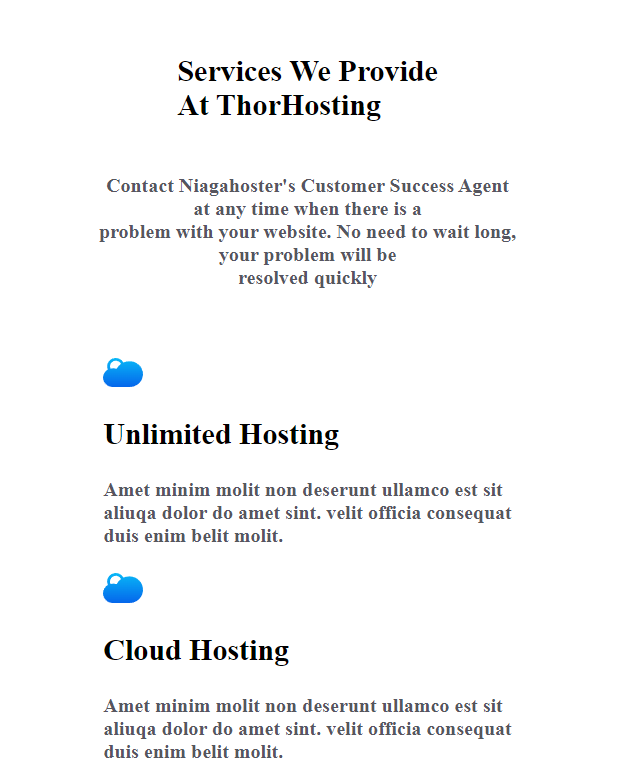 Services We Provide
At ThorHosting
Contact Niagahoster's Customer Success Agent
at any time when there is a
problem with your website. No need to wait long,
your problem will be
resolved quickly
Unlimited Hosting
Amet minim molit non deserunt ullamco est sit
aliuqa dolor do amet sint. velit officia consequat
duis enim belit molit.
Cloud Hosting
Amet minim molit non deserunt ullamco est sit
aliuqa dolor do amet sint. velit officia consequat
duis enim belit molit.